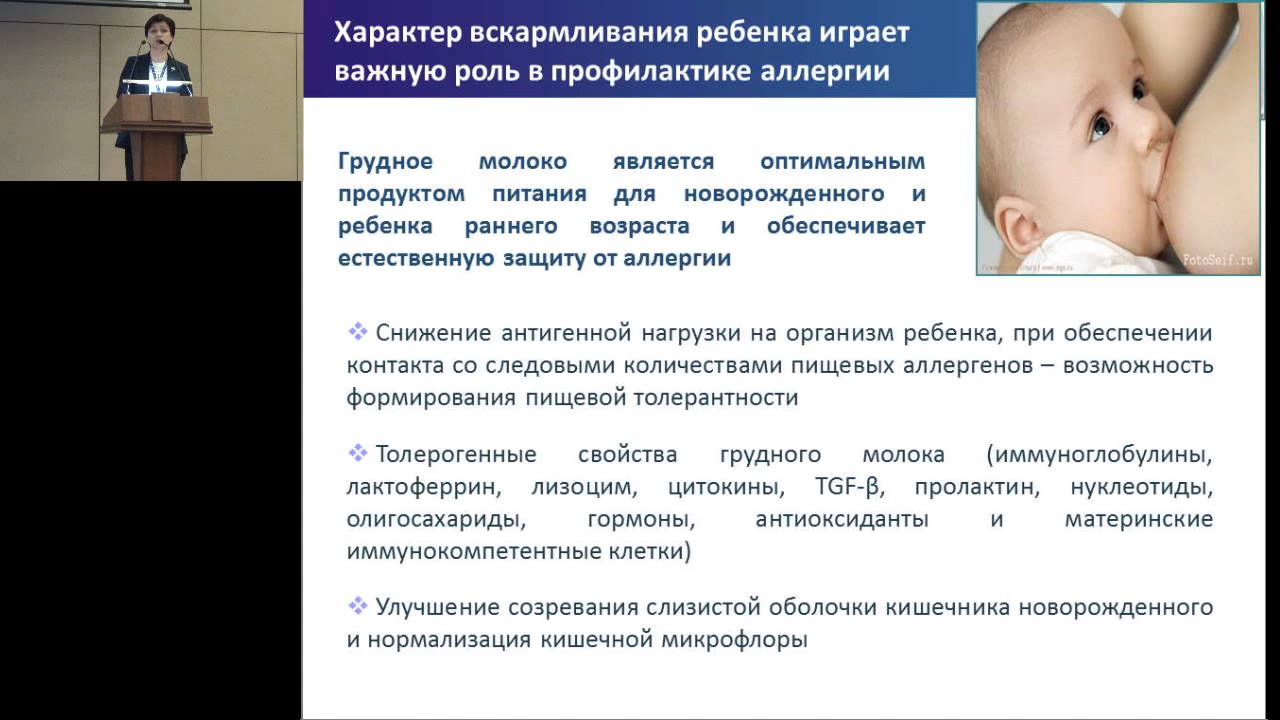 Характер вскармливания ребенка играет
важную роль в профилактике аллергии
Грудное молоко является оптимальным
продуктом питания для новорожденного и
ребенка раннего возраста и обеспечивает
естественную защиту от аллергии
FotoSeif.ru
❖ Снижение антигенной нагрузки на организм ребенка, при обеспечении
контакта со следовыми количествами пищевых аллергенов – возможность
формирования пищевой толерантности
❖ Толерогенные свойства грудного молока (иммуноглобулины,
лактоферрин, лизоцим, цитокины, TGF-β, пролактин, нуклеотиды,
олигосахариды, гормоны, антиоксиданты и материнские
иммунокомпетентные клетки)
❖ Улучшение созревания слизистой оболочки кишечника новорожденного
и нормализация кишечной микрофлоры